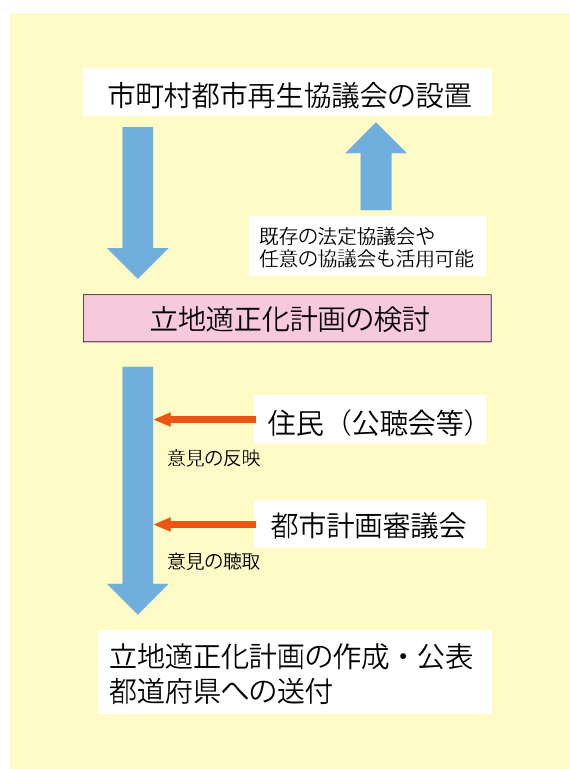 市町村都市再生協議会の設置
既存の法定協議会や
任意の協議会も活用可能
立地適正化計画の検討
住民（公聴会等）
意見の反映
都市計画審議会
意見の聴取
立地適正化計画の作成・公表
都道府県への送付